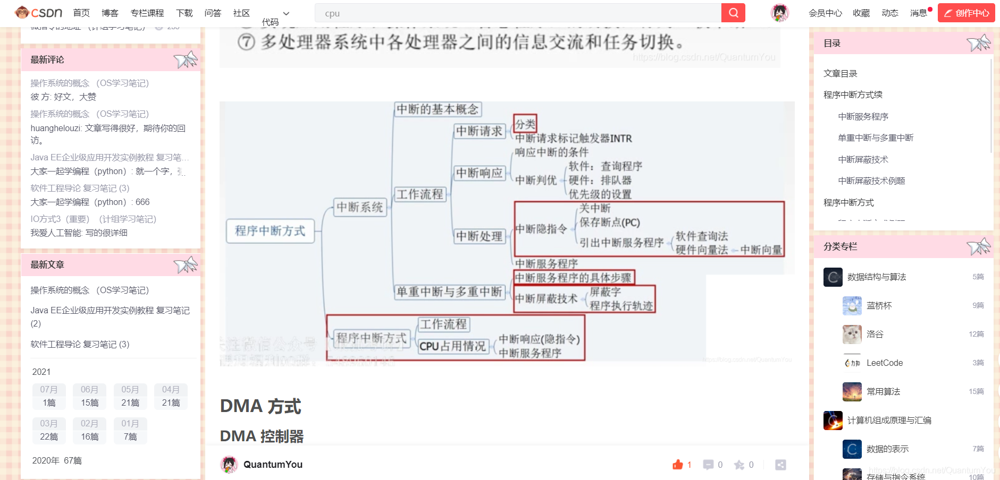 CSDN 首页 博客 专栏课程 下载 问答 社区 代码 cpu 会员中心 收藏 动态 消息 创作中心
微指令的地址 （计组学习笔记）
最新评论
操作系统的概念 （OS学习笔记）
彼 方: 好文，大赞
操作系统的概念 （OS学习笔记）
huanghelouzi: 文章写得很好，期待你的回
访。
Java EE企业级应用开发实例教程 复习笔...
大家一起学编程（python）: 就一个字，
软件工程导论 复习笔记 (3)
大家一起学编程（python）: 666
IO方式3（重要）（计组学习笔记）
我爱人工智能: 写的很详细
最新文章
操作系统的概念 （OS学习笔记）
Java EE企业级应用开发实例教程 复习笔记
(2)
软件工程导论 复习笔记 (3)
2021
07月 06月 05月 04月
1篇 15篇 21篇 21篇
03月 02月 01月
22篇 16篇 7篇
2020年 67篇
⑦ 多处理器系统中各处理器之间的信息交流和任务切换。
https://blog.csdn.net/QuantumYou
中断的基本概念
分类
中断请求
中断请求标记触发器INTR
响应中断的条件
软件：查询程序
中断响应
中断判优
硬件：排队器
优先级的设置
工作流程
中断系统
关中断
保存断点(PC)
程序中断方式
中断隐指令
中断处理
引出中断服务程序
软件查询法
硬件向量法
中断向量
中断服务程序
中断服务程序的具体步骤
单重中断与多重中断
屏蔽字
中断屏蔽技术
程序执行轨迹
工作流程
程序中断方式
CPU占用情况
中断响应(隐指令)
中断服务程序
https://blog.csdn.net/QuantumYou
DMA 方式
DMA 控制器
QuantumYou
1 0 0
目录
文章目录
程序中断方式续
中断服务程序
单重中断与多重中断
中断屏蔽技术
中断屏蔽技术例题
程序中断方式
分类专栏
数据结构与算法 5篇
蓝桥杯 9篇
洛谷 12篇
力扣 LeetCode 3篇
常用算法 15篇
计算机组成原理与汇编
数据的表示 7篇
存储与指令系统 10篇
https://blog.csdn.net/QuantumYou